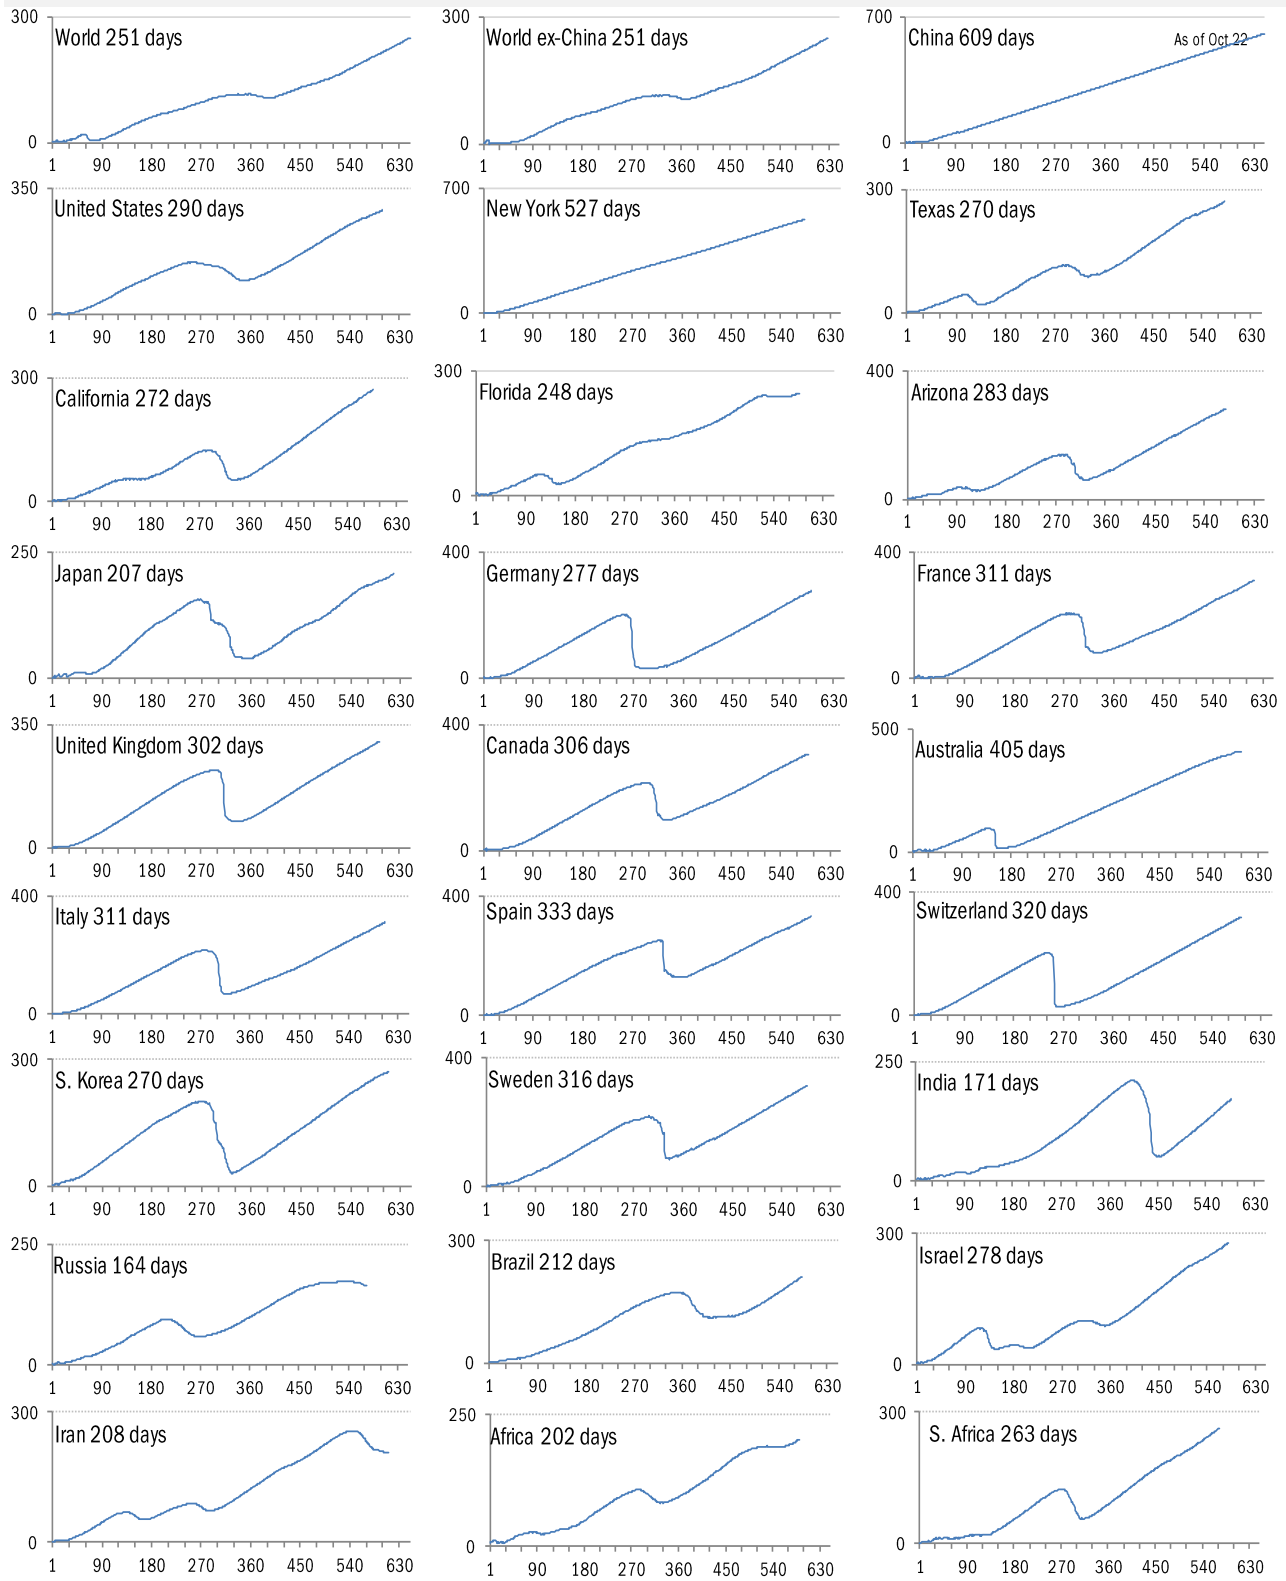 300 300 700
World 251 days World ex-China 251 days China 609 days
As of Oct 22
0 0 0
1 90 180 270 360 450 540 630 1 90 180 270 360 450 540 630 1 90 180 270 360 450 540 630
350 700 300
United States 290 days New York 527 days Texas 270 days
0 0 0
1 90 180 270 360 450 540 630 1 90 180 270 360 450 540 630 1 90 180 270 360 450 540 630
300 300 400
California 272 days Florida 248 days Arizona 283 days
0 0 0
1 90 180 270 360 450 540 630 1 90 180 270 360 450 540 630 1 90 180 270 360 450 540 630
250 400 400
Japan 207 days Germany 277 days France 311 days
0 0 0
1 90 180 270 360 450 540 630 1 90 180 270 360 450 540 630 1 90 180 270 360 450 540 630
350 400 500
United Kingdom 302 days Canada 306 days Australia 405 days
0 0 0
1 90 180 270 360 450 540 630 1 90 180 270 360 450 540 630 1 90 180 270 360 450 540 630
400 400 400
Italy 311 days Spain 333 days Switzerland 320 days
0 0 0
1 90 180 270 360 450 540 630 1 90 180 270 360 450 540 630 1 90 180 270 360 450 540 630
300 400 250
S. Korea 270 days Sweden 316 days India 171 days
0 0 0
1 90 180 270 360 450 540 630 1 90 180 270 360 450 540 630 1 90 180 270 360 450 540 630
250 300 300
Russia 164 days Brazil 212 days Israel 278 days
0 0 0
1 90 180 270 360 450 540 630 1 90 180 270 360 450 540 630 1 90 180 270 360 450 540 630
300 250 300
Iran 208 days Africa 202 days S. Africa 263 days
0 0 0
1 90 180 270 360 450 540 630 1 90 180 270 360 450 540 630 1 90 180 270 360 450 540 630